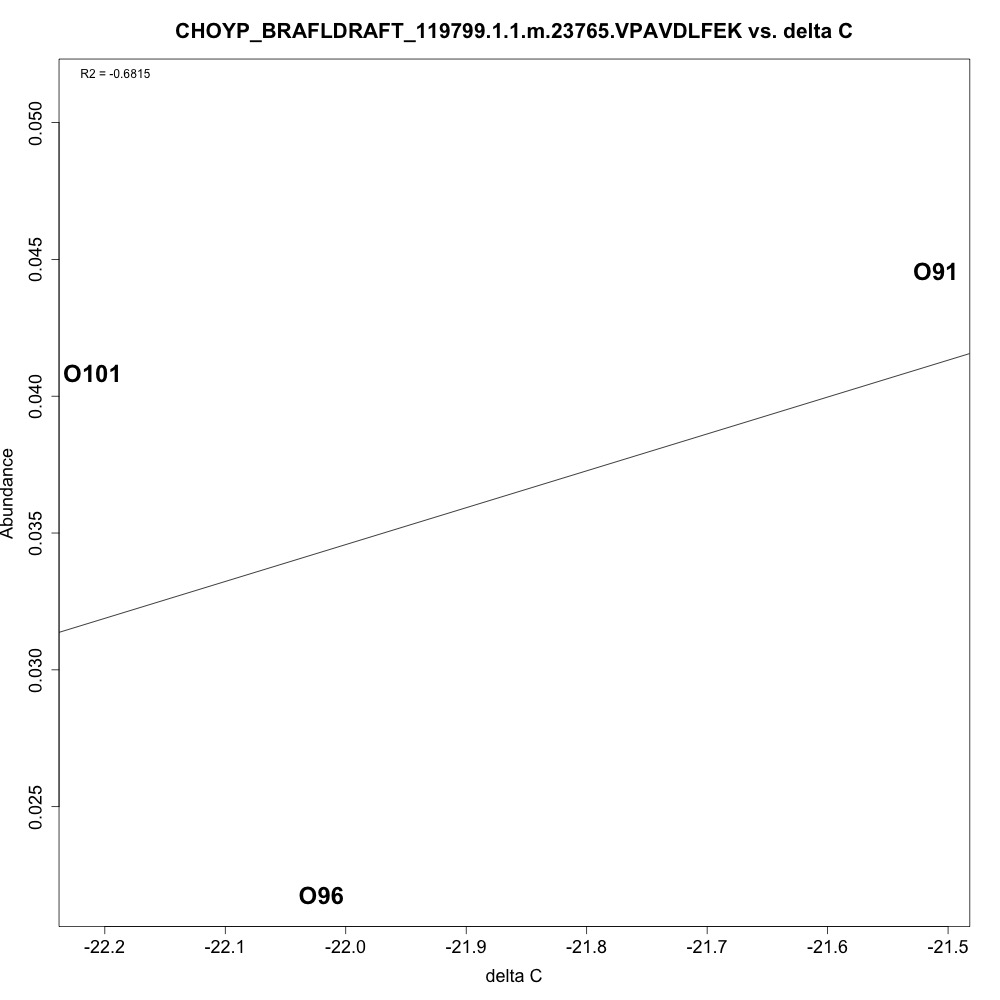 CHOYP_BRAFLDRAFT_119799.1.1.m.23765.VPAVDLFEK vs. delta C
R2 = -0.6815
0.050
0.045
0.040
0.035
0.030
0.025
Abundance
O91
O101
O96
-22.2 -22.1 -22.0 -21.9 -21.8 -21.7 -21.6 -21.5
delta C